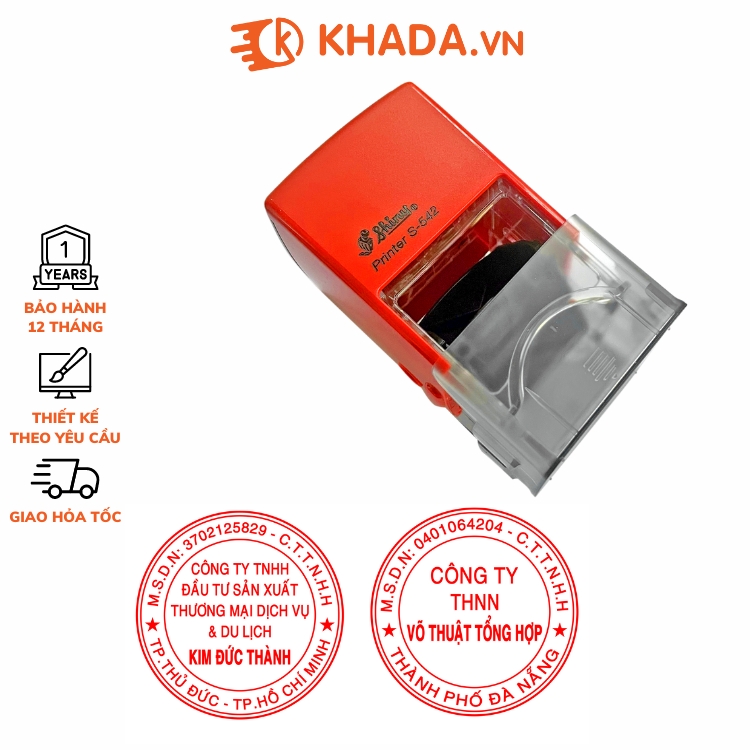 KHADA.vn
Shiny
Printer S-542
1
YEARS
BẢO HÀNH
12 THÁNG
THIẾT KẾ
THEO YÊU CẦU
GIAO HỎA TỐC
M.S.D.N: 3702125829 - C.T.T.N.H.H
CÔNG TY TNHH
ĐẦU TƯ SẢN XUẤT
THƯƠNG MẠI DỊCH VỤ
& DU LỊCH
KIM ĐỨC THÀNH
TP.THỦ ĐỨC - TP.HỒ CHÍ MINH
M.S.D.N: 0401064204 - C.T.T.N.H.H
CÔNG TY
THNN
VÕ THUẬT TỔNG HỢP
THÀNH PHỐ ĐÀ NẴNG